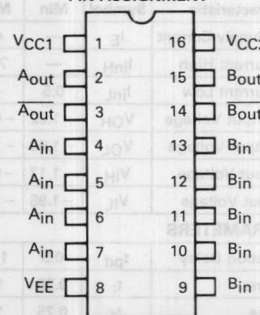 VCC1 1 16 VCC2
Aout 2 15 Bout
Aout 3 14 Bout
Ain 4 13 Bin
Ain 5 12 Bin
Ain 6 11 Bin
Ain 7 10 Bin
VEE 8 9 Bin